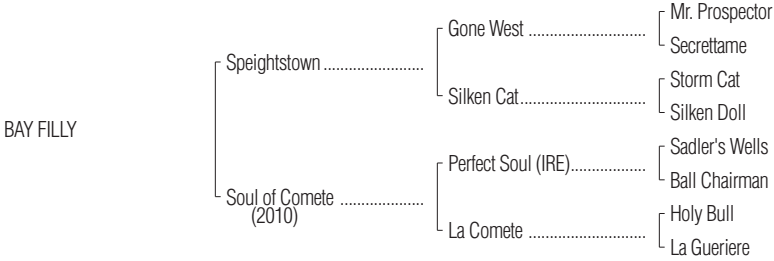 Mr. Prospector
Gone West ............................
Secrettame
Speightstown ........................
Storm Cat
Silken Cat..............................
Silken Doll
BAY FILLY
Sadler's Wells
Perfect Soul (IRE)..................
Ball Chairman
Soul of Comete ....................
(2010)
Holy Bull
La Comete ............................
La Gueriere